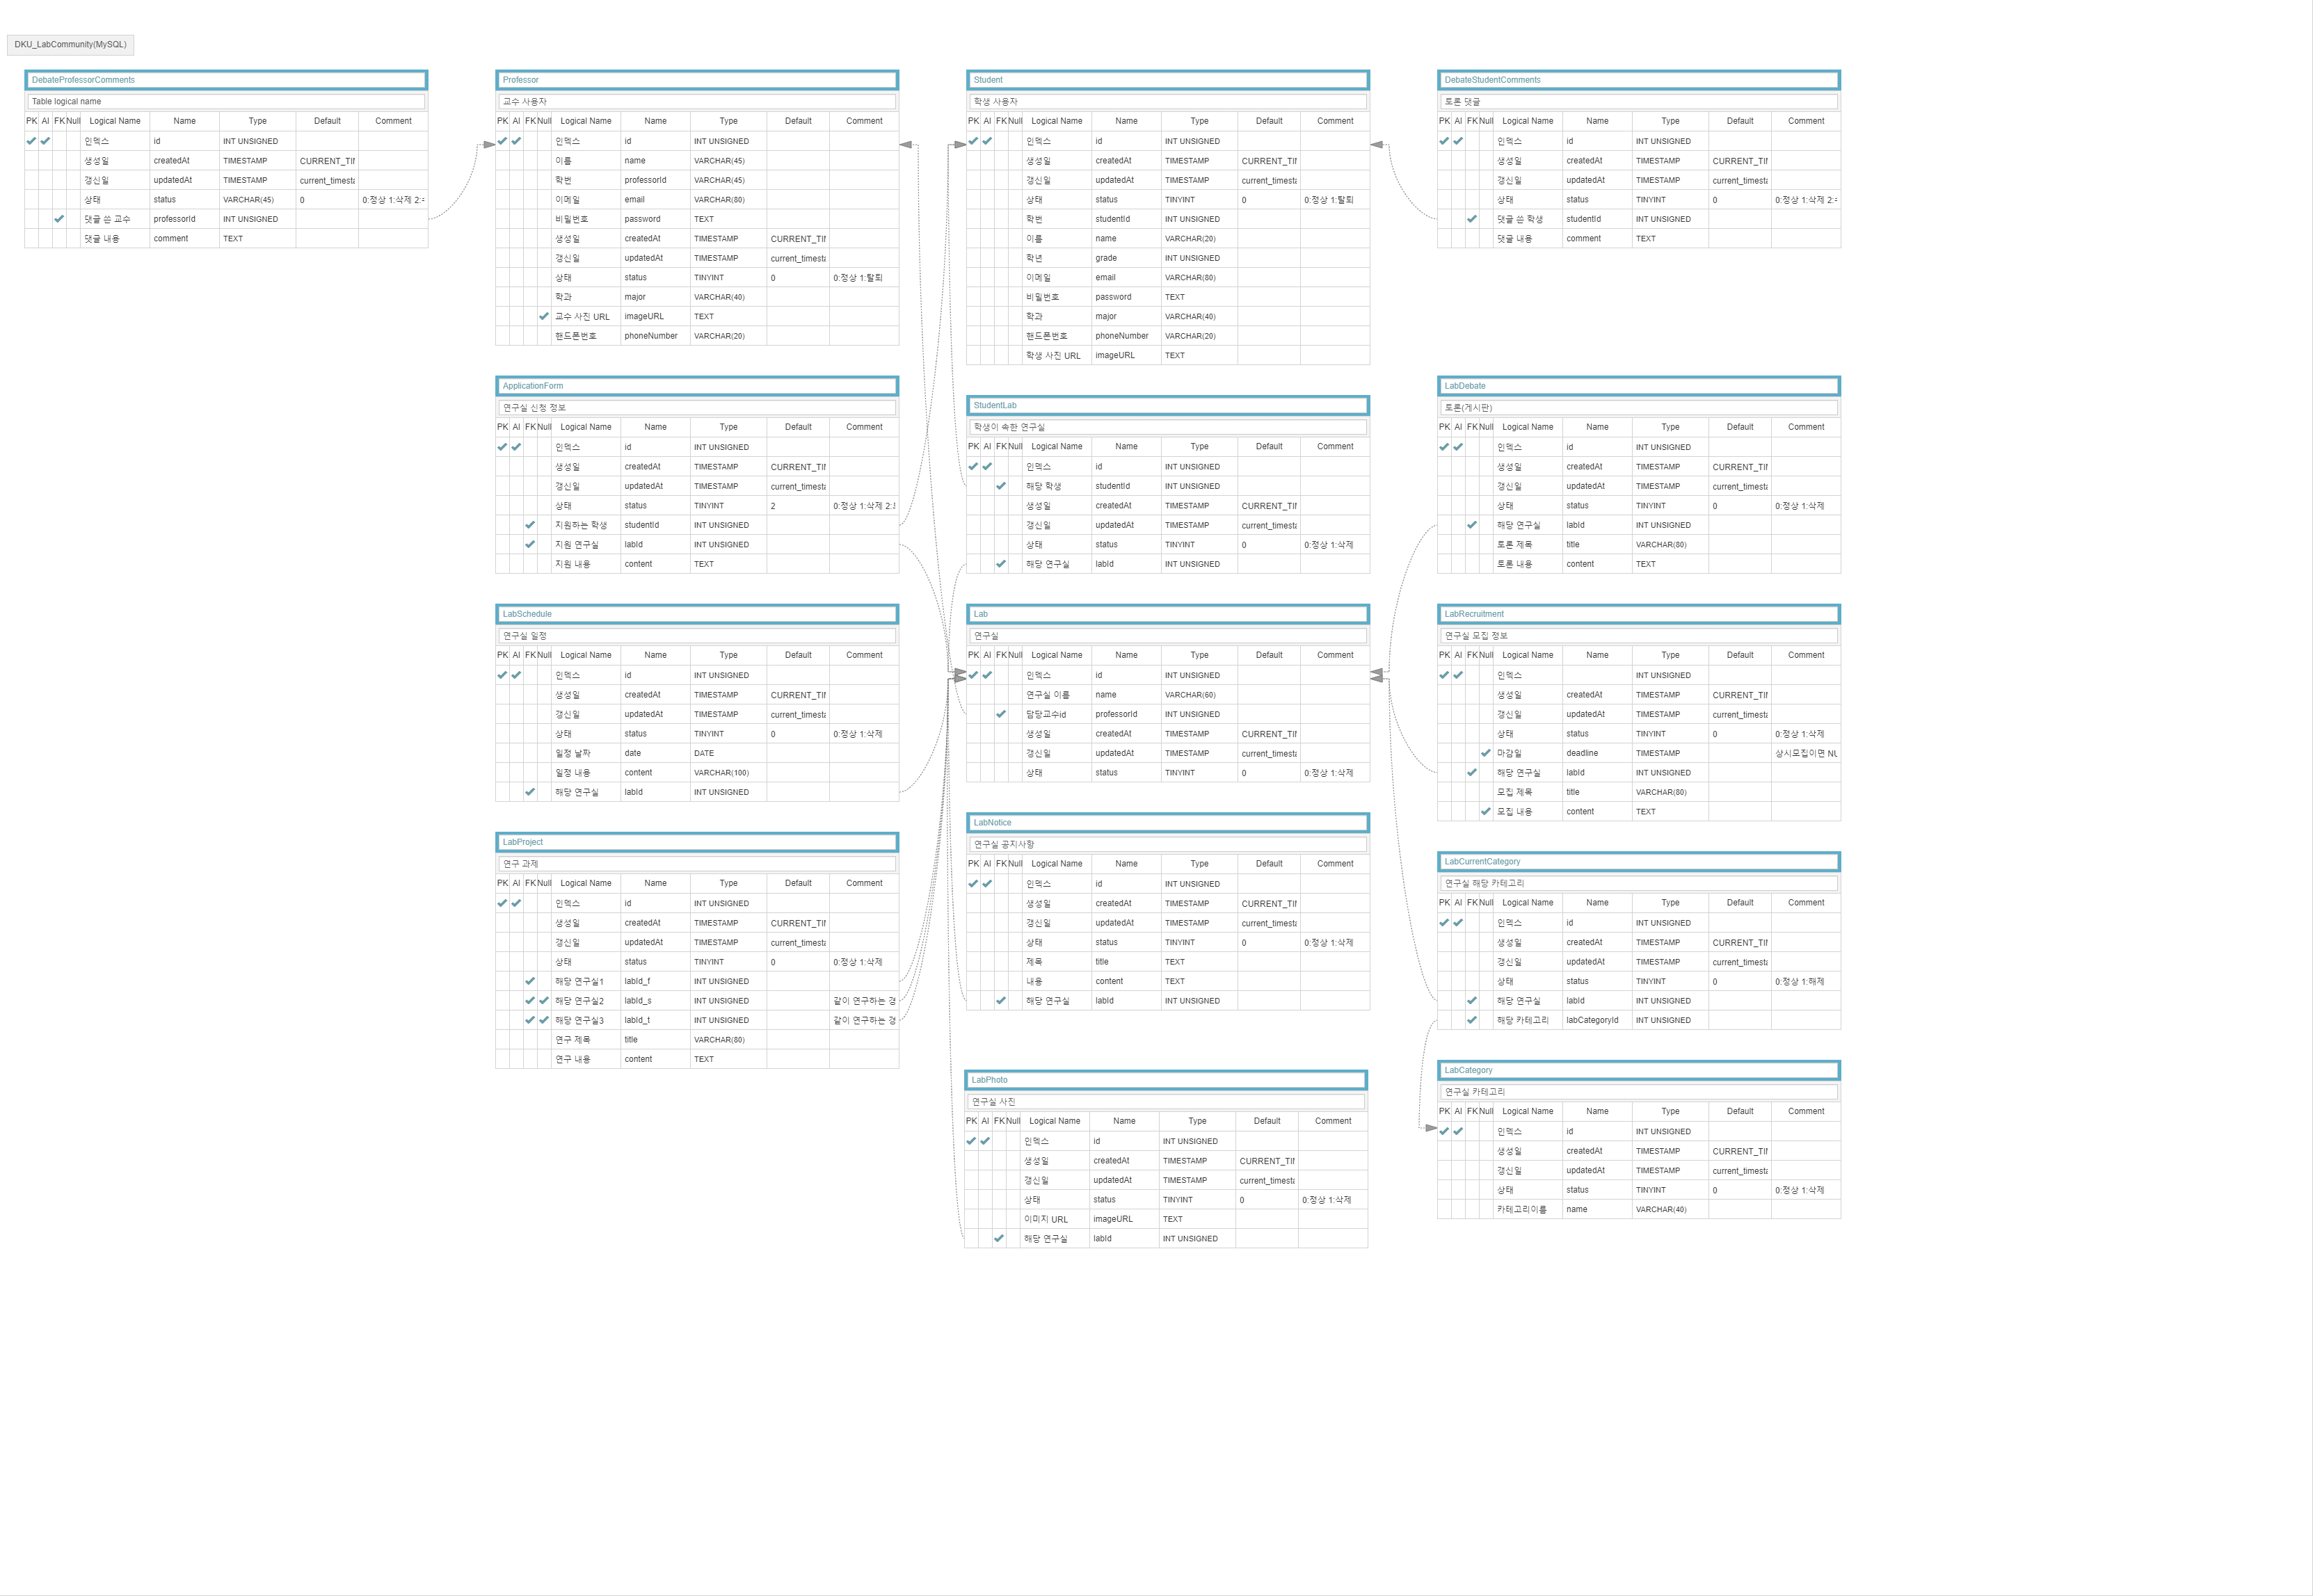 DKU_LabCommunity(MySQL)
DebateProfessorComments
Table logical name
PK AI FK Null Logical Name Name Type Default Comment
인덱스 id INT UNSIGNED
생성일 createdAt TIMESTAMP CURRENT_TI
갱신일 updatedAt TIMESTAMP current_timesta
상태 status VARCHAR(45) 0 0:정상 1:삭제 2:
댓글 쓴 교수 professorId INT UNSIGNED
댓글 내용 comment TEXT
Professor
교수 사용자
PK AI FK Null Logical Name Name Type Default Comment
인덱스 id INT UNSIGNED
이름 name VARCHAR(45)
학번 professorId VARCHAR(45)
이메일 email VARCHAR(80)
비밀번호 password TEXT
생성일 createdAt TIMESTAMP CURRENT_TI
갱신일 updatedAt TIMESTAMP current_timesta
상태 status TINYINT 0 0:정상 1:탈퇴
학과 major VARCHAR(40)
교수 사진 URL imageURL TEXT
핸드폰번호 phoneNumber VARCHAR(20)
Student
학생 사용자
PK AI FK Null Logical Name Name Type Default Comment
인덱스 id INT UNSIGNED
생성일 createdAt TIMESTAMP CURRENT_TI
갱신일 updatedAt TIMESTAMP current_timesta
상태 status TINYINT 0 0:정상 1:탈퇴
학번 studentId INT UNSIGNED
이름 name VARCHAR(20)
학년 grade INT UNSIGNED
이메일 email VARCHAR(80)
비밀번호 password TEXT
학과 major VARCHAR(40)
핸드폰번호 phoneNumber VARCHAR(20)
학생 사진 URL imageURL TEXT
DebateStudentComments
토론 댓글
PK AI FK Null Logical Name Name Type Default Comment
인덱스 id INT UNSIGNED
생성일 createdAt TIMESTAMP CURRENT_TI
갱신일 updatedAt TIMESTAMP current_timesta
상태 status TINYINT 0 0:정상 1:삭제 2:
댓글 쓴 학생 studentId INT UNSIGNED
댓글 내용 comment TEXT
ApplicationForm
연구실 신청 정보
PK AI FK Null Logical Name Name Type Default Comment
인덱스 id INT UNSIGNED
생성일 createdAt TIMESTAMP CURRENT_TI
갱신일 updatedAt TIMESTAMP current_timesta
상태 status TINYINT 2 0:정상 1:삭제 2:
지원하는 학생 studentId INT UNSIGNED
지원 연구실 labId INT UNSIGNED
지원 내용 content TEXT
StudentLab
학생이 속한 연구실
PK AI FK Null Logical Name Name Type Default Comment
인덱스 id INT UNSIGNED
해당 학생 studentId INT UNSIGNED
생성일 createdAt TIMESTAMP CURRENT_TI
갱신일 updatedAt TIMESTAMP current_timesta
상태 status TINYINT 0 0:정상 1:삭제
해당 연구실 labId INT UNSIGNED
LabDebate
토론(게시판)
PK AI FK Null Logical Name Name Type Default Comment
인덱스 id INT UNSIGNED
생성일 createdAt TIMESTAMP CURRENT_TI
갱신일 updatedAt TIMESTAMP current_timesta
상태 status TINYINT 0 0:정상 1:삭제
해당 연구실 labId INT UNSIGNED
토론 제목 title VARCHAR(80)
토론 내용 content TEXT
LabSchedule
연구실 일정
PK AI FK Null Logical Name Name Type Default Comment
인덱스 id INT UNSIGNED
생성일 createdAt TIMESTAMP CURRENT_TI
갱신일 updatedAt TIMESTAMP current_timesta
상태 status TINYINT 0 0:정상 1:삭제
일정 날짜 date DATE
일정 내용 content VARCHAR(100)
해당 연구실 labId INT UNSIGNED
Lab
연구실
PK AI FK Null Logical Name Name Type Default Comment
인덱스 id INT UNSIGNED
연구실 이름 name VARCHAR(60)
담당교수id professorId INT UNSIGNED
생성일 createdAt TIMESTAMP CURRENT_TI
갱신일 updatedAt TIMESTAMP current_timesta
상태 status TINYINT 0 0:정상 1:삭제
LabRecruitment
연구실 모집 정보
PK AI FK Null Logical Name Name Type Default Comment
인덱스 INT UNSIGNED
생성일 createdAt TIMESTAMP CURRENT_TI
갱신일 updatedAt TIMESTAMP current_timesta
상태 status TINYINT 0 0:정상 1:삭제
마감일 deadline TIMESTAMP 상시모집이면 NU
해당 연구실 labId INT UNSIGNED
모집 제목 title VARCHAR(80)
모집 내용 content TEXT
LabProject
연구 과제
PK AI FK Null Logical Name Name Type Default Comment
인덱스 id INT UNSIGNED
생성일 createdAt TIMESTAMP CURRENT_TI
갱신일 updatedAt TIMESTAMP current_timesta
상태 status TINYINT 0 0:정상 1:삭제
해당 연구실1 labId_f INT UNSIGNED
해당 연구실2 labId_s INT UNSIGNED 같이 연구하는 경
해당 연구실3 labId_t INT UNSIGNED 같이 연구하는 경
연구 제목 title VARCHAR(80)
연구 내용 content TEXT
LabNotice
연구실 공지사항
PK AI FK Null Logical Name Name Type Default Comment
인덱스 id INT UNSIGNED
생성일 createdAt TIMESTAMP CURRENT_TI
갱신일 updatedAt TIMESTAMP current_timesta
상태 status TINYINT 0 0:정상 1:삭제
제목 title TEXT
내용 content TEXT
해당 연구실 labId INT UNSIGNED
LabCurrentCategory
연구실 해당 카테고리
PK AI FK Null Logical Name Name Type Default Comment
인덱스 id INT UNSIGNED
생성일 createdAt TIMESTAMP CURRENT_TI
갱신일 updatedAt TIMESTAMP current_timesta
상태 status TINYINT 0 0:정상 1:해제
해당 연구실 labId INT UNSIGNED
해당 카테고리 labCategoryId INT UNSIGNED
LabPhoto
연구실 사진
PK AI FK Null Logical Name Name Type Default Comment
인덱스 id INT UNSIGNED
생성일 createdAt TIMESTAMP CURRENT_TI
갱신일 updatedAt TIMESTAMP current_timesta
상태 status TINYINT 0 0:정상 1:삭제
이미지 URL imageURL TEXT
해당 연구실 labId INT UNSIGNED
LabCategory
연구실 카테고리
PK AI FK Null Logical Name Name Type Default Comment
인덱스 id INT UNSIGNED
생성일 createdAt TIMESTAMP CURRENT_TI
갱신일 updatedAt TIMESTAMP current_timesta
상태 status TINYINT 0 0:정상 1:삭제
카테고리이름 name VARCHAR(40)